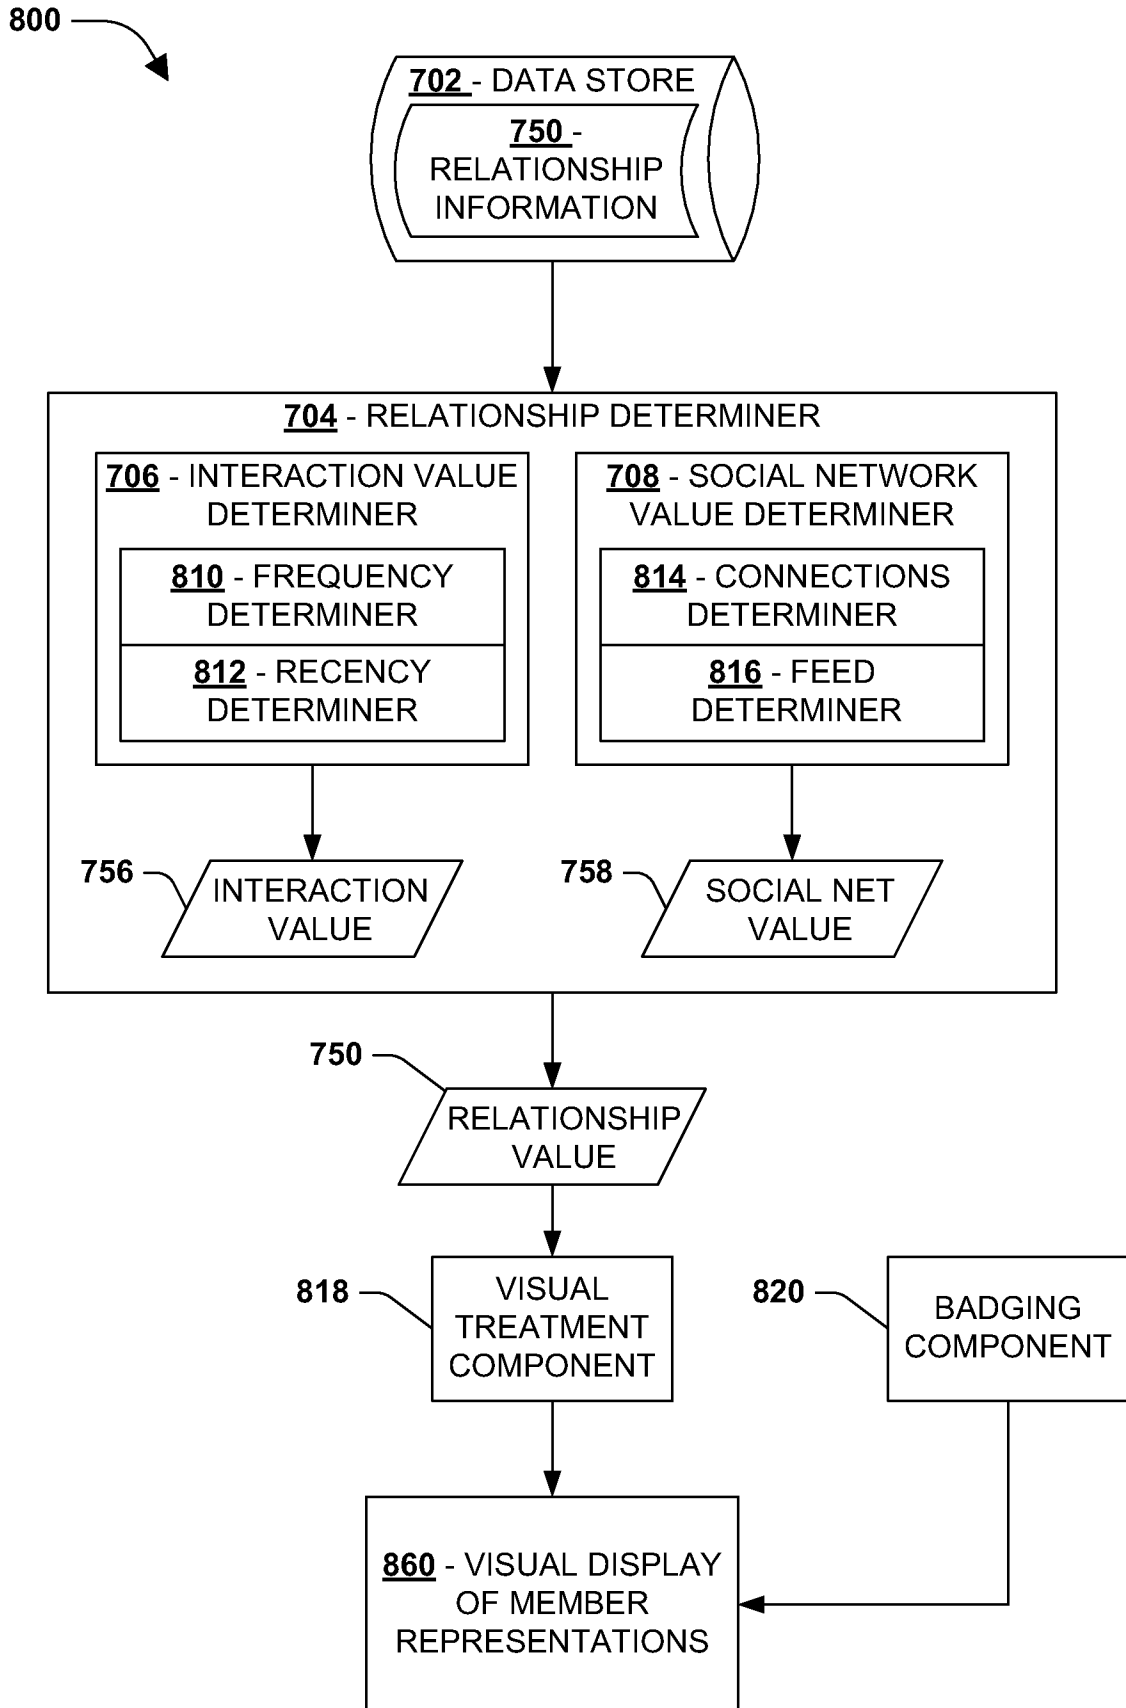 800
702 - DATA STORE
750 -
RELATIONSHIP
INFORMATION
704 - RELATIONSHIP DETERMINER
706 - INTERACTION VALUE
DETERMINER
810 - FREQUENCY
DETERMINER
812 - RECENCY
DETERMINER
708 - SOCIAL NETWORK
VALUE DETERMINER
814 - CONNECTIONS
DETERMINER
816 - FEED
DETERMINER
756
INTERACTION
VALUE
758
SOCIAL NET
VALUE
750
RELATIONSHIP
VALUE
818
VISUAL
TREATMENT
COMPONENT
820
BADGING
COMPONENT
860 - VISUAL DISPLAY
OF MEMBER
REPRESENTATIONS